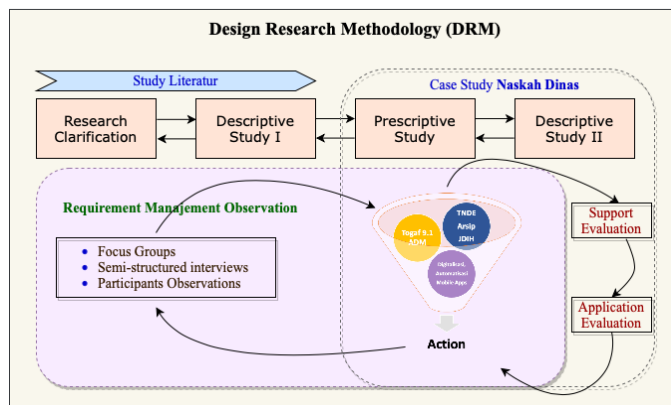 Design Research Methodology (DRM)
Study Literatur
Case Study Naskah Dinas
Research
Clarification
Descriptive
Study I
Prescriptive
Study
Descriptive
Study II
Requirement Manajement Observation
Focus Groups
Semi-structured interviews
Participants Observations
Togaf 9.1
ADM
TNDE
Arsip
JDIH
Digitalisasi,
Automatisasi
Mobile Apps
Action
Support
Evaluation
Application
Evaluation